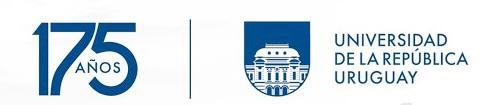 175
AÑOS
UNIVERSIDAD
DE LA REPÚBLICA
URUGUAY